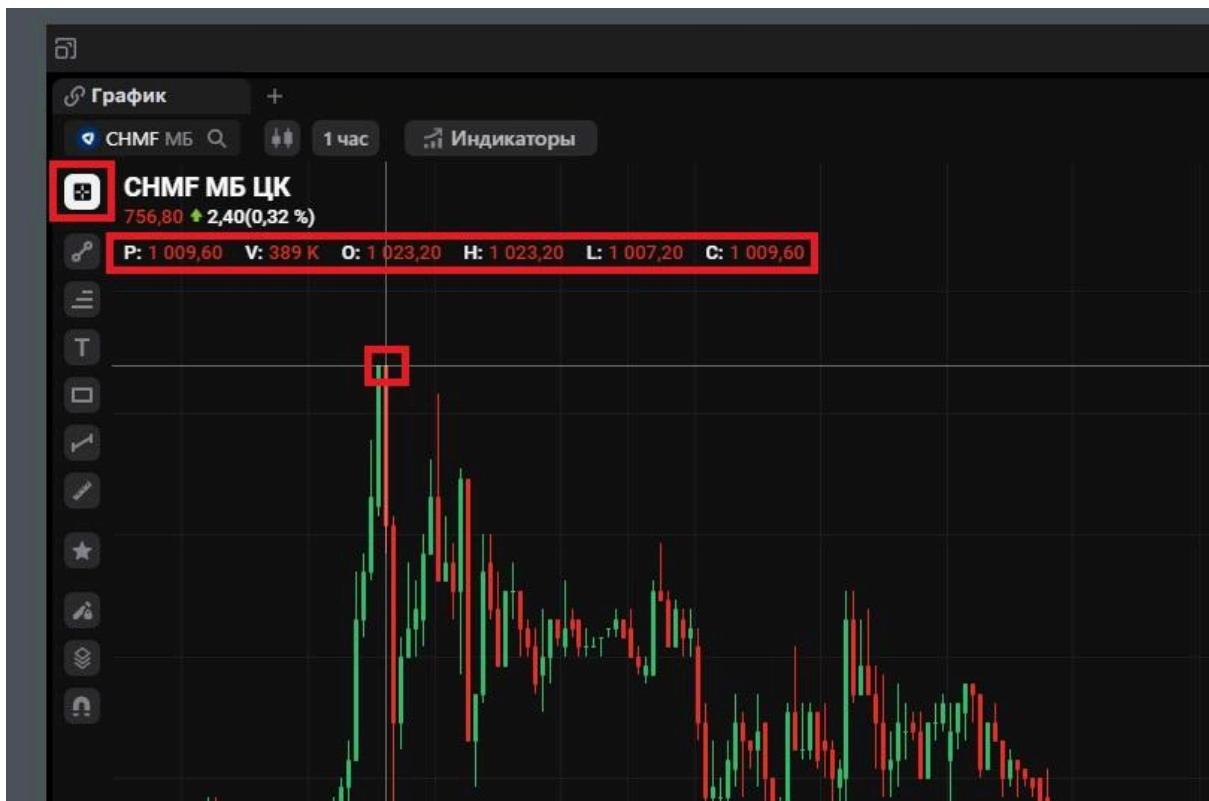 График +
CHMF МБ 1 час Индикаторы
CHMF МБ ЦК
756,80 2,40(0,32 %)
P: 1 009,60 V: 389 K O: 1 023,20 H: 1 023,20 L: 1 007,20 C: 1 009,60
T